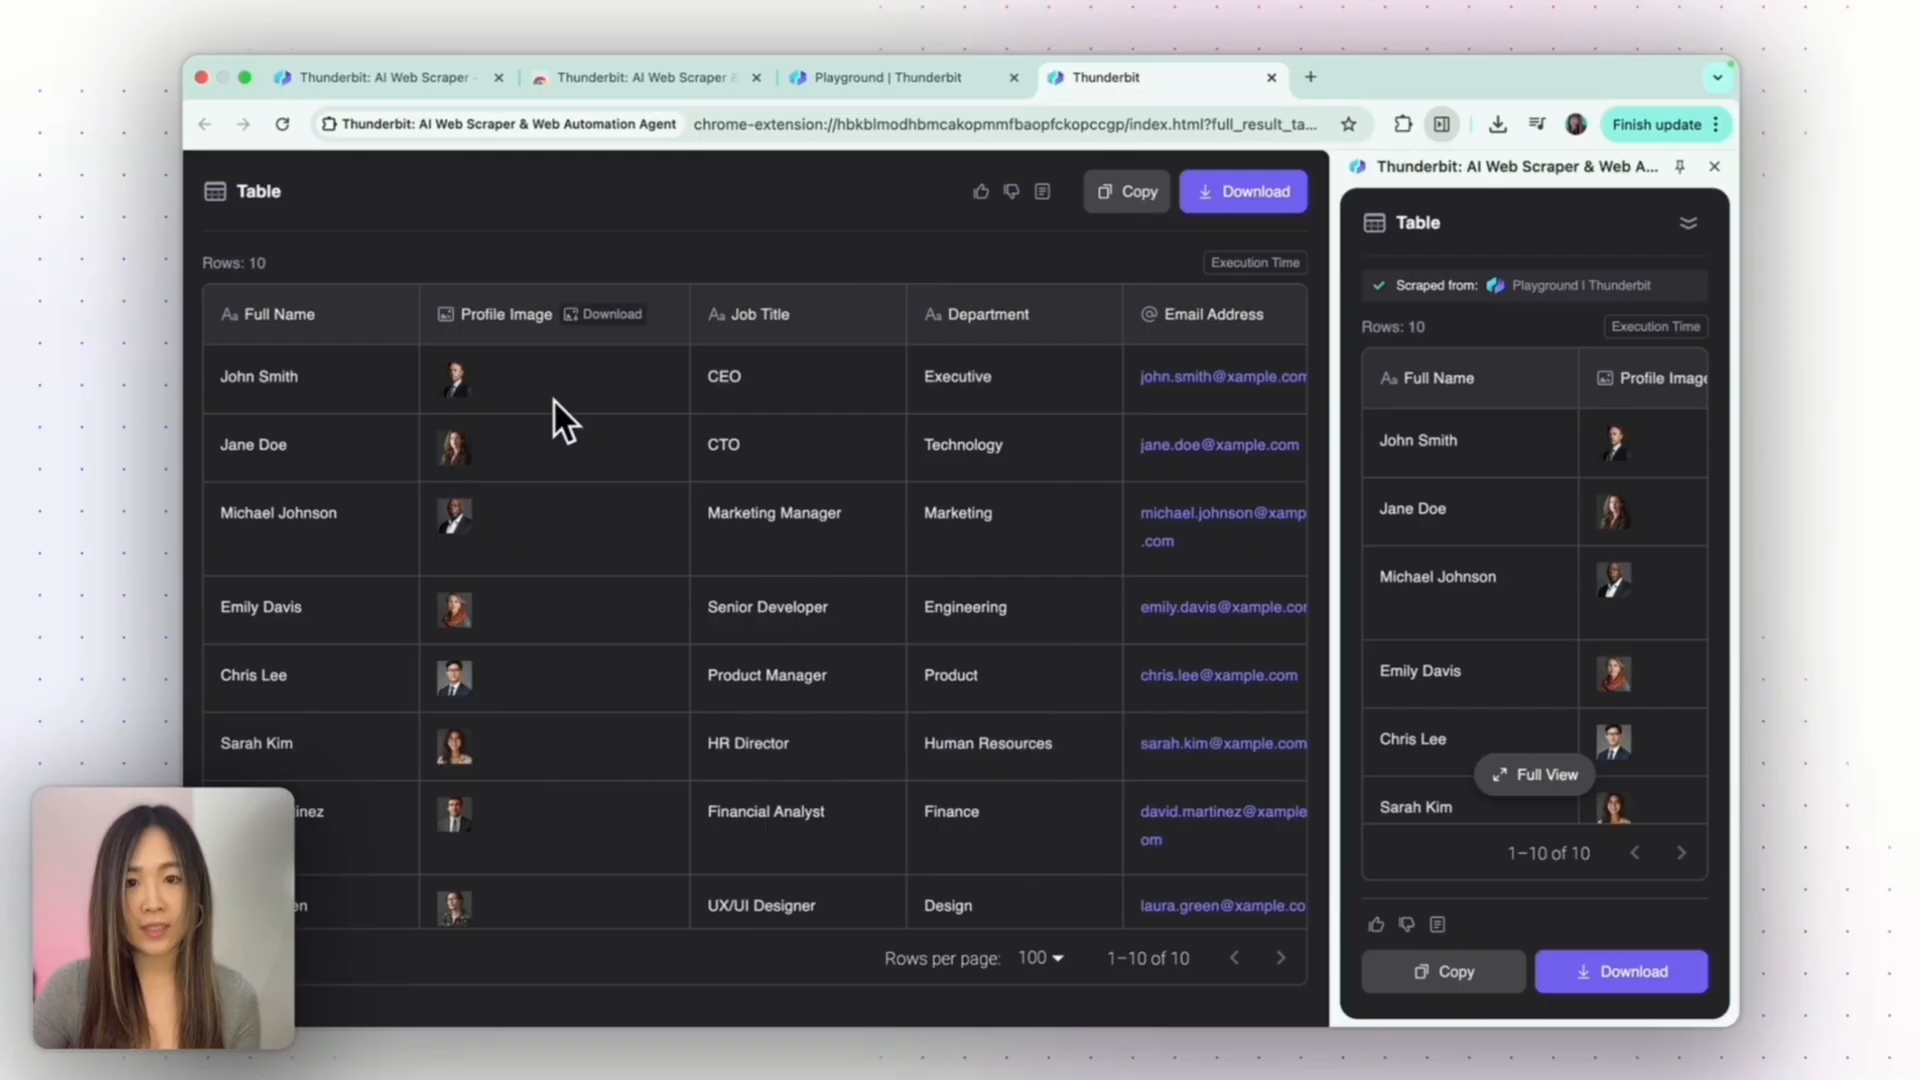 Thunderbit: AI Web Scraper
Thunderbit: AI Web Scraper &
Playground | Thunderbit
Thunderbit
Thunderbit: AI Web Scraper & Web Automation Agent
chrome-extension://hbkblmodhbmcakopmmfbaopfckopccgp/index.html?full_result_ta...
Finish update
Table
Copy
Download
Rows: 10
Execution Time
Aa Full Name
Profile Image
Download
Aa Job Title
Aa Department
@ Email Address
John Smith
CEO
Executive
john.smith@xample.com
Jane Doe
CTO
Technology
jane.doe@xample.com
Michael Johnson
Marketing Manager
Marketing
michael.johnson@xamp
.com
Emily Davis
Senior Developer
Engineering
emily.davis@xample.cor
Chris Lee
Product Manager
Product
chris.lee@xample.com
Sarah Kim
HR Director
Human Resources
sarah.kim@xample.com
inez
Financial Analyst
Finance
david.martinez@xample
om
en
UX/UI Designer
Design
laura.green@xample.co
Rows per page:
100
1–10 of 10
Thunderbit: AI Web Scraper & Web A...
Table
Scraped from:
Playground | Thunderbit
Rows: 10
Execution Time
Aa Full Name
Profile Image
John Smith
Jane Doe
Michael Johnson
Emily Davis
Chris Lee
Full View
Sarah Kim
1–10 of 10
Copy
Download